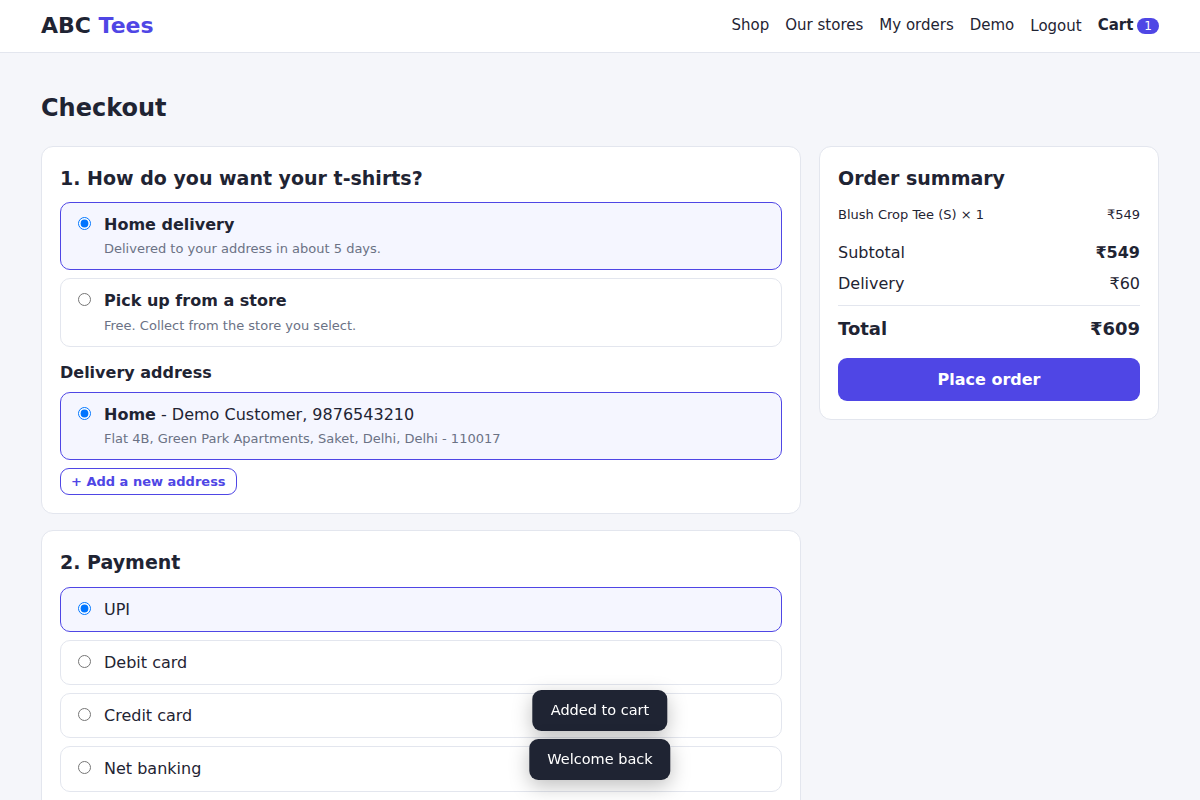 ABC Tees
Shop Our stores My orders Demo Logout Cart 1
Checkout
1. How do you want your t-shirts?
Home delivery
Delivered to your address in about 5 days.
Pick up from a store
Free. Collect from the store you select.
Delivery address
Home - Demo Customer, 9876543210
Flat 4B, Green Park Apartments, Saket, Delhi, Delhi - 110017
+ Add a new address
2. Payment
UPI
Debit card
Credit card
Net banking
Order summary
Blush Crop Tee (S) × 1 ₹549
Subtotal ₹549
Delivery ₹60
Total ₹609
Place order
Added to cart
Welcome back